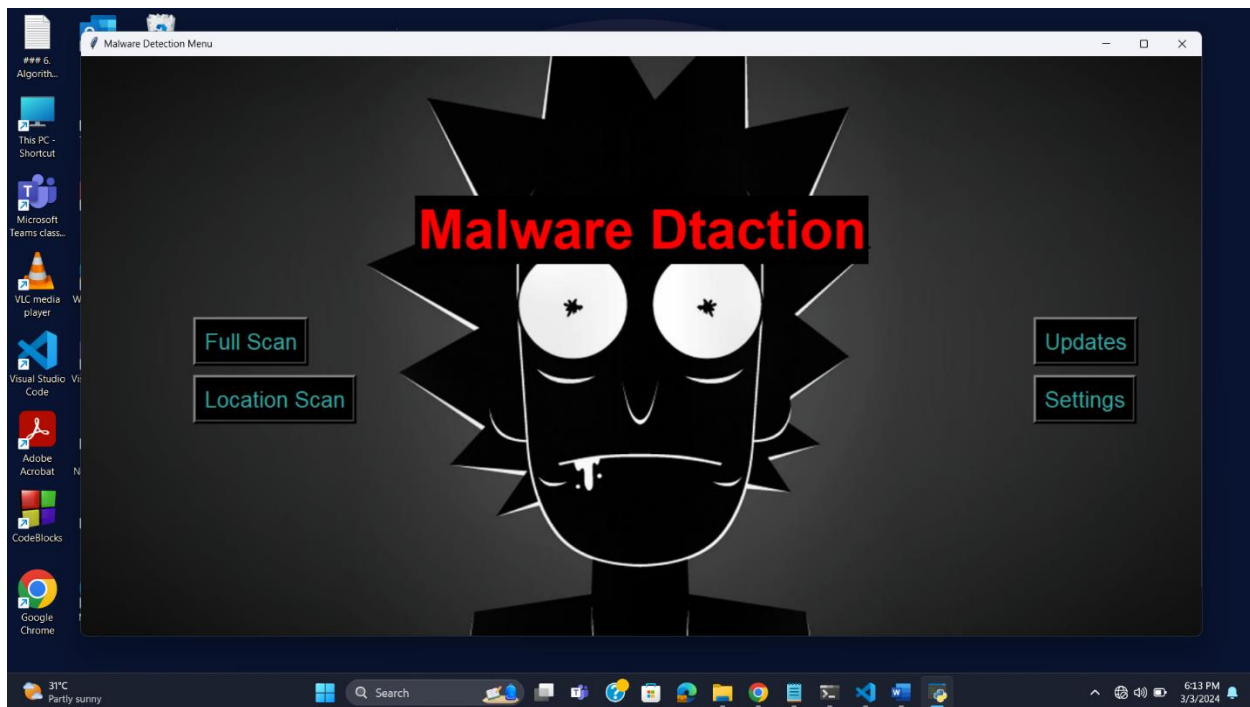 ### 6.
Algorith...
This PC -
Shortcut
Microsoft
Teams class...
VLC media
player
Visual Studio
Code
Adobe
Acrobat
CodeBlocks
Google
Chrome
Malware Detection Menu
Malware Dtaction
Full Scan
Location Scan
Updates
Settings
31°C
Partly sunny
Search
6:13 PM
3/3/2024